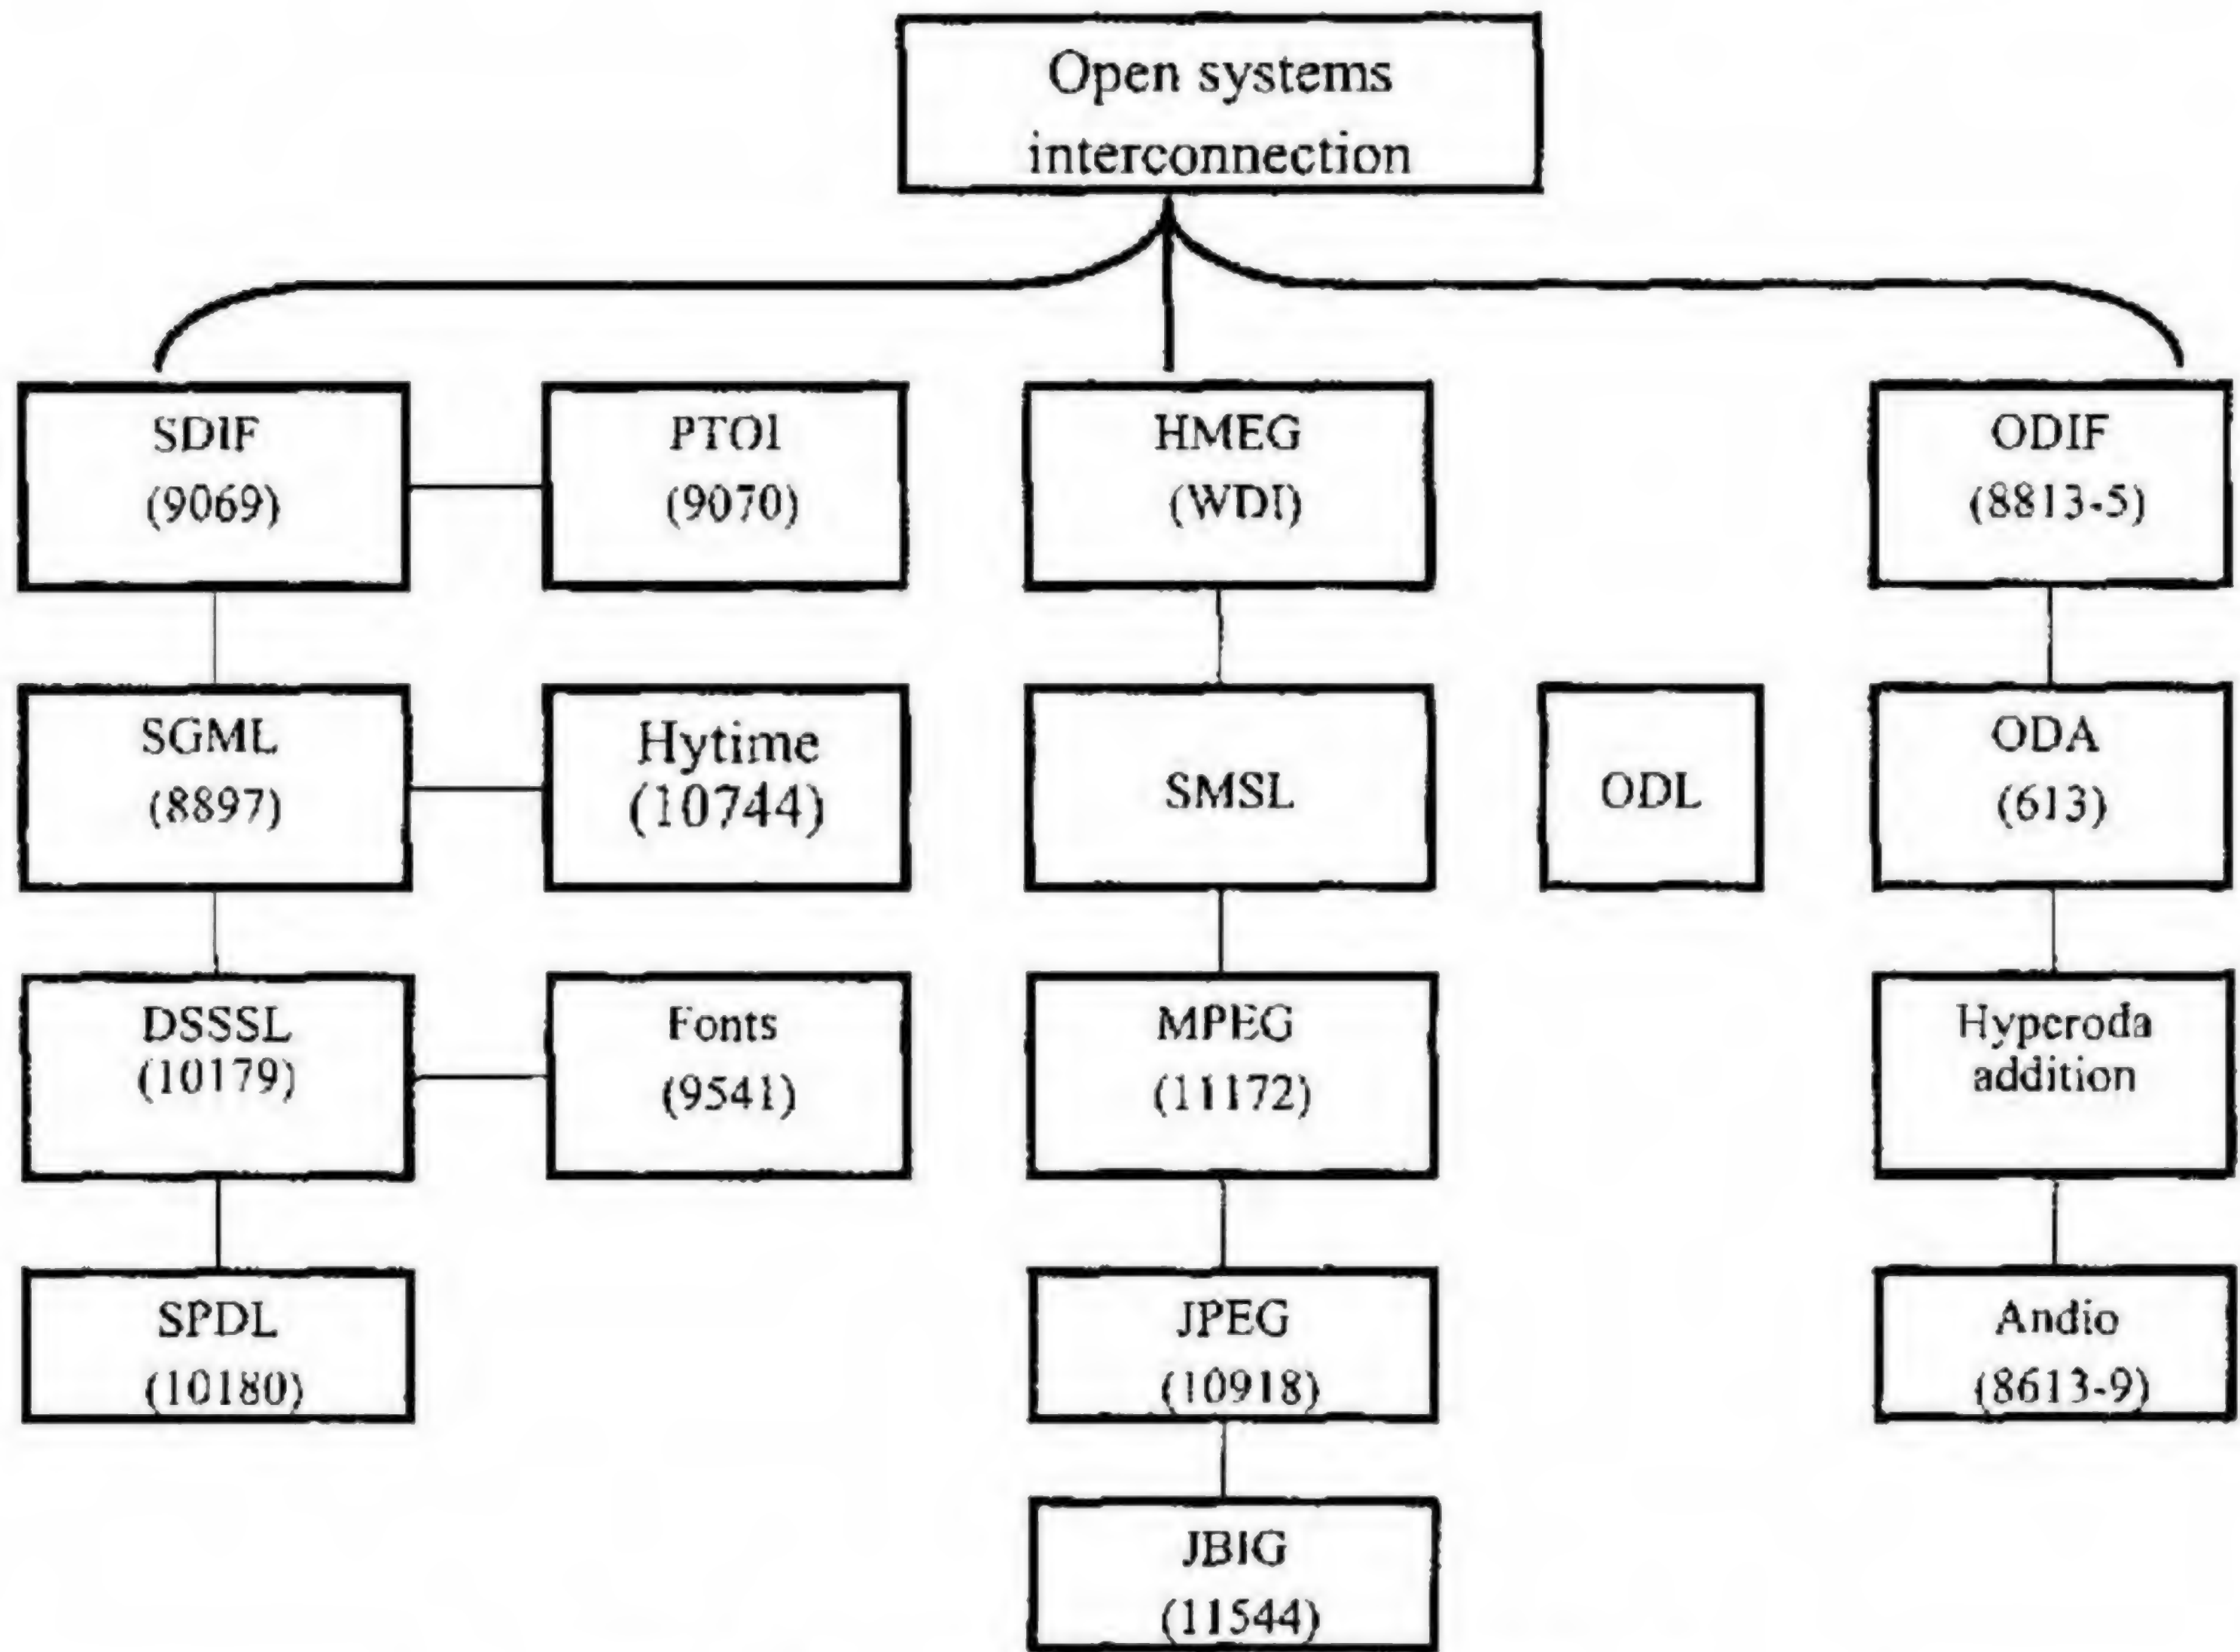 Open systems
interconnection
SDIF
(9069)
PTOI
(9070)
HMEG
(WDI)
ODIF
(8813-5)
SGML
(8897)
Hytime
(10744)
SMSL
ODL
ODA
(613)
DSSSL
(10179)
Fonts
(9541)
MPEG
(11172)
Hyperoda
addition
SPDL
(10180)
JPEG
(10918)
Andio
(8613-9)
JBIG
(11544)